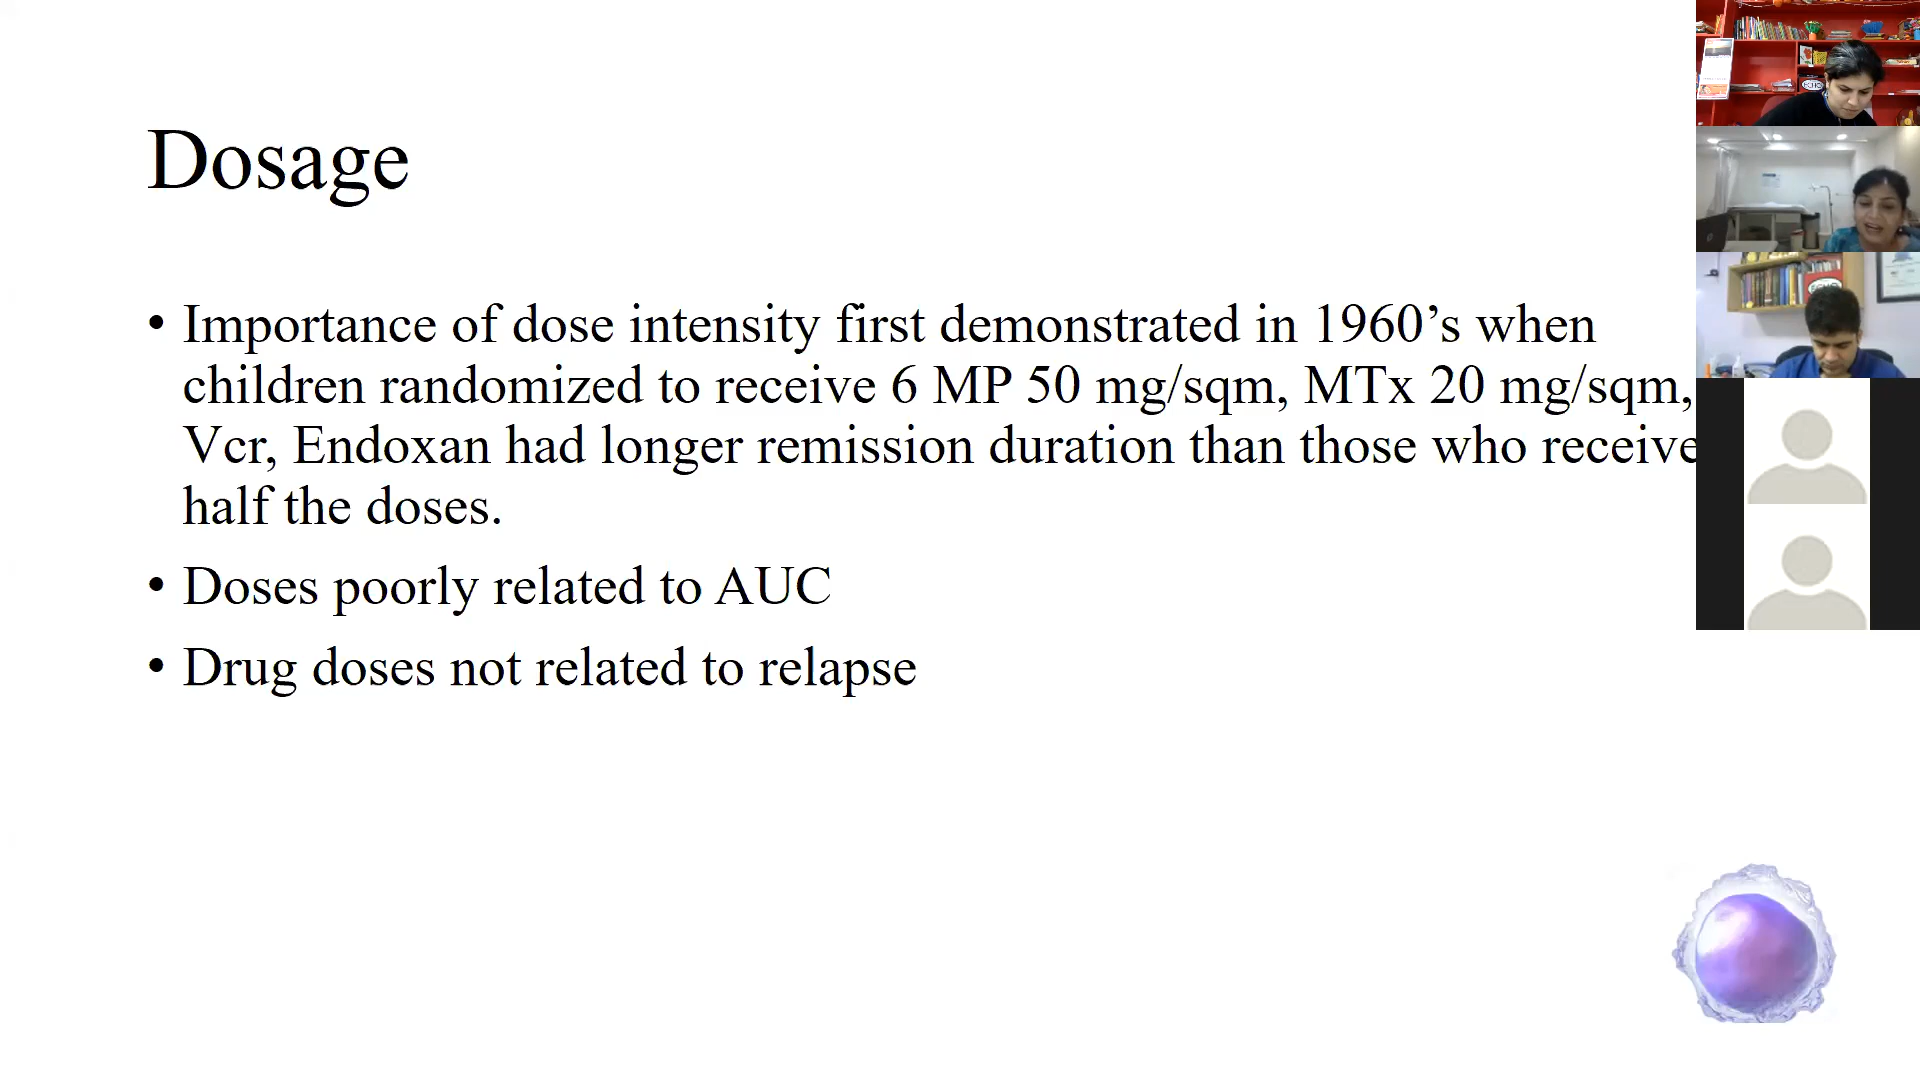 Dosage
• Importance of dose intensity first demonstrated in 1960’s when
children randomized to receive 6 MP 50 mg/sqm, MTx 20 mg/sqm,
Vcr, Endoxan had longer remission duration than those who receive
half the doses.
• Doses poorly related to AUC
• Drug doses not related to relapse
ECHO
ECHO